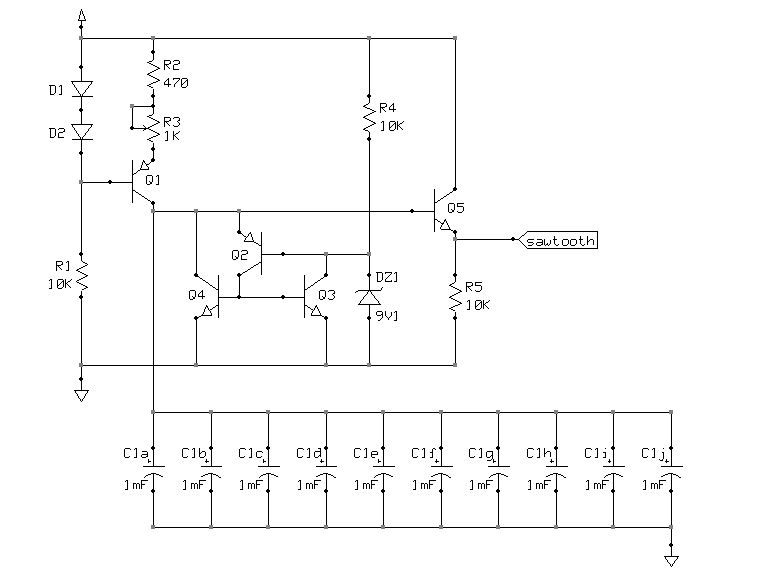 D1
D2
R2
470
R3
1K
Q1
R1
10K
R4
10K
Q2
Q4
Q3
DZ1
9V1
Q5
sawtooth
R5
10K
C1a
C1b
C1c
C1d
C1e
C1f
C1g
C1h
C1i
C1j
1mF
1mF
1mF
1mF
1mF
1mF
1mF
1mF
1mF
1mF